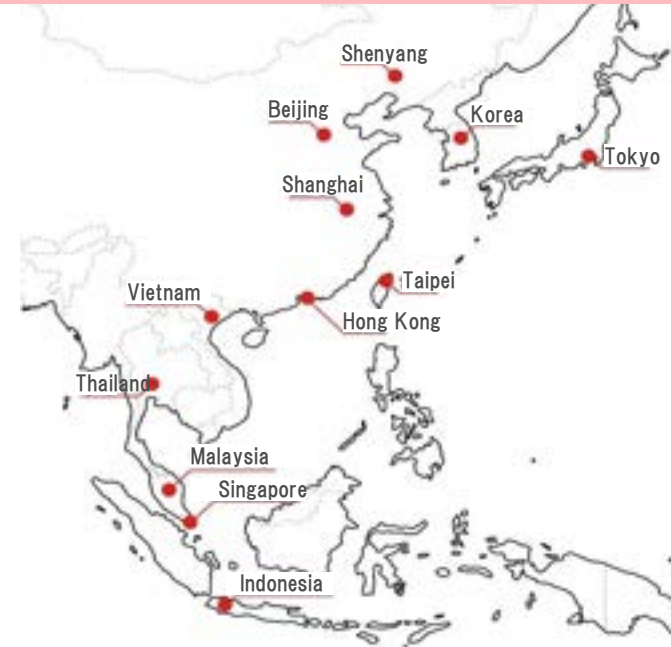 Shenyang
Beijing
Korea
Tokyo
Shanghai
Taipei
Vietnam
Hong Kong
Thailand
Malaysia
Singapore
Indonesia